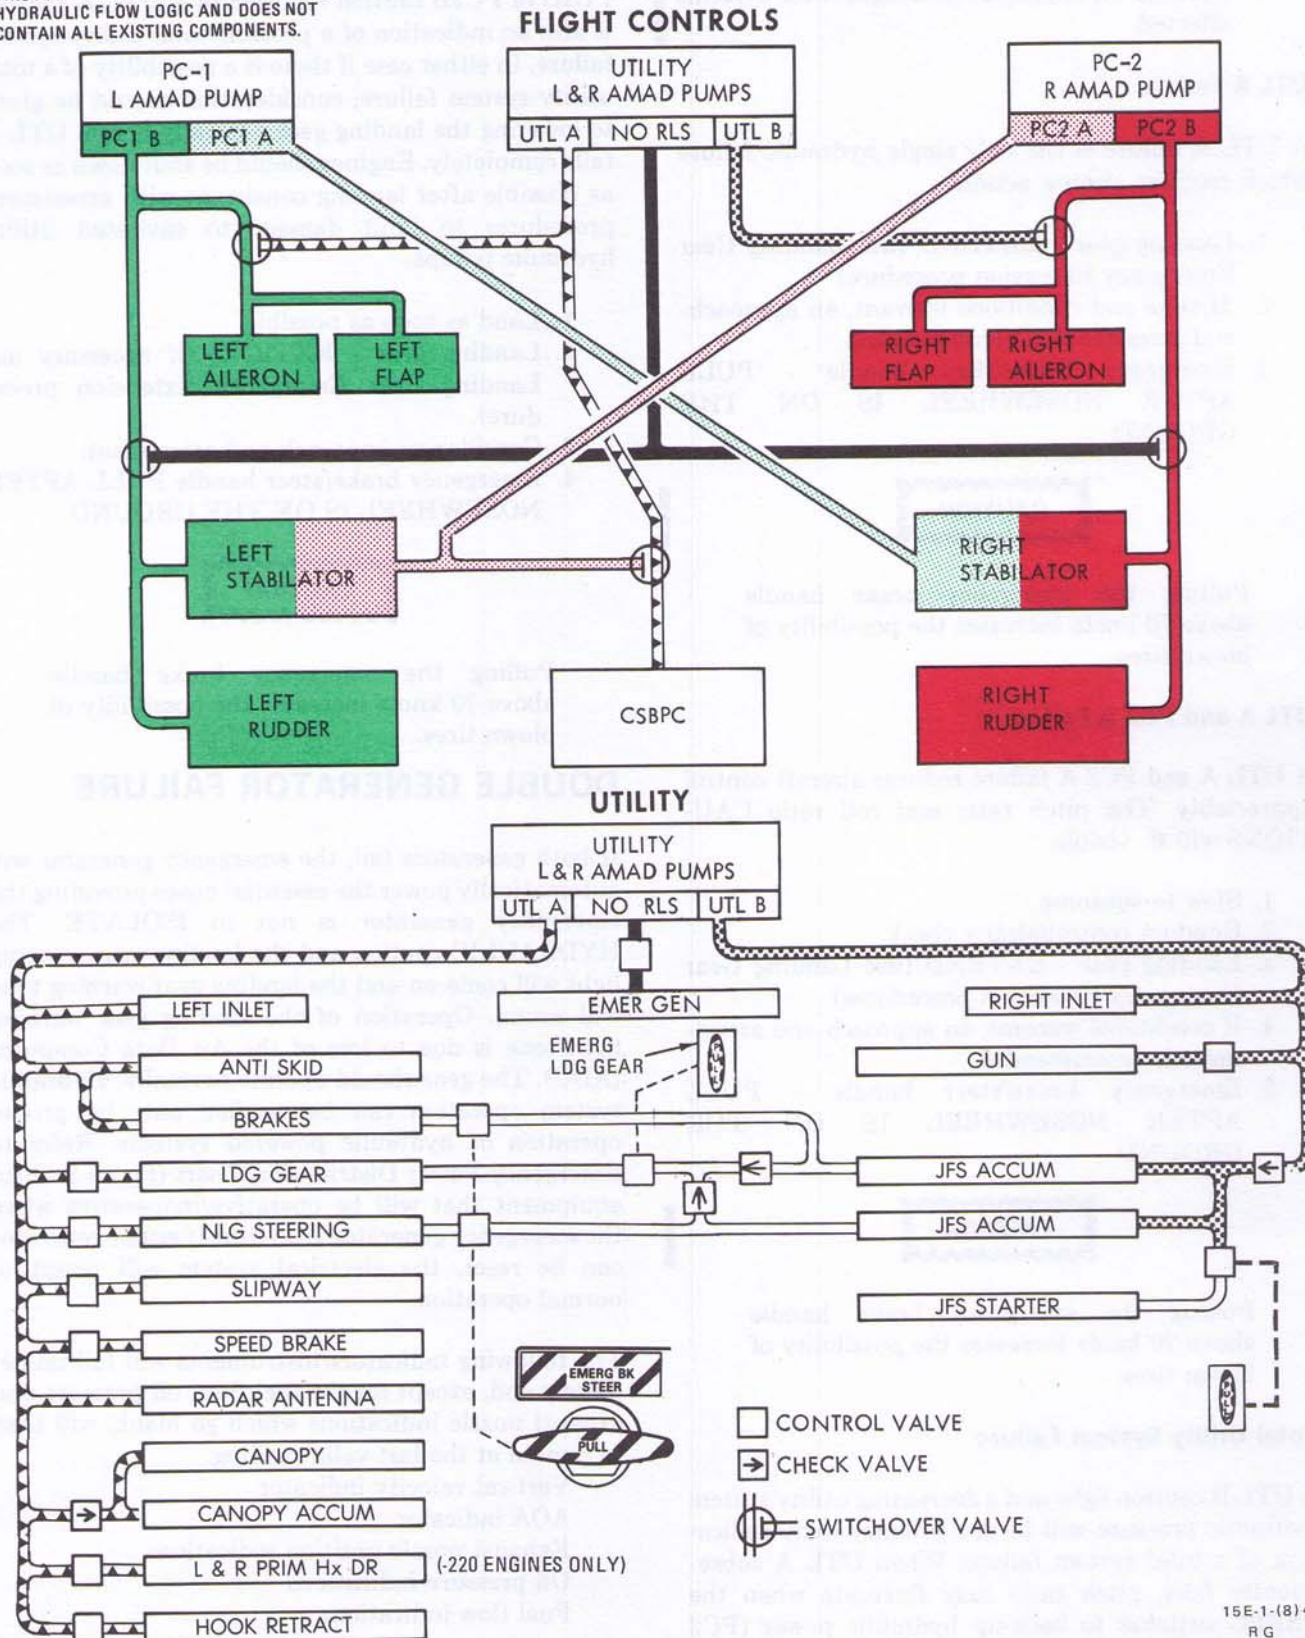 HYDRAULIC FLOW LOGIC AND DOES NOT
CONTAIN ALL EXISTING COMPONENTS.
FLIGHT CONTROLS
PC-1
L AMAD PUMP
PC1 B
PC1 A
UTILITY
L&R AMAD PUMPS
UTL A
NO RLS
UTL B
PC-2
R AMAD PUMP
PC2 A
PC2 B
LEFT
AILERON
LEFT
FLAP
RIGHT
FLAP
RIGHT
AILERON
LEFT
STABILATOR
RIGHT
STABILATOR
LEFT
RUDDER
CSBPC
RIGHT
RUDDER
UTILITY
UTILITY
L&R AMAD PUMPS
UTL A
NO RLS
UTL B
EMER GEN
LEFT INLET
RIGHT INLET
EMERG
LDG GEAR
ANTI SKID
GUN
BRAKES
LDG GEAR
JFS ACCUM
NLG STEERING
JFS ACCUM
SLIPWAY
JFS STARTER
SPEED BRAKE
RADAR ANTENNA
EMERG BK
STEER
PULL
CANOPY
CANOPY ACCUM
L & R PRIM HX DR
(-220 ENGINES ONLY)
HOOK RETRACT
CONTROL VALVE
CHECK VALVE
SWITCHOVER VALVE
15E-1-(8)4
RG